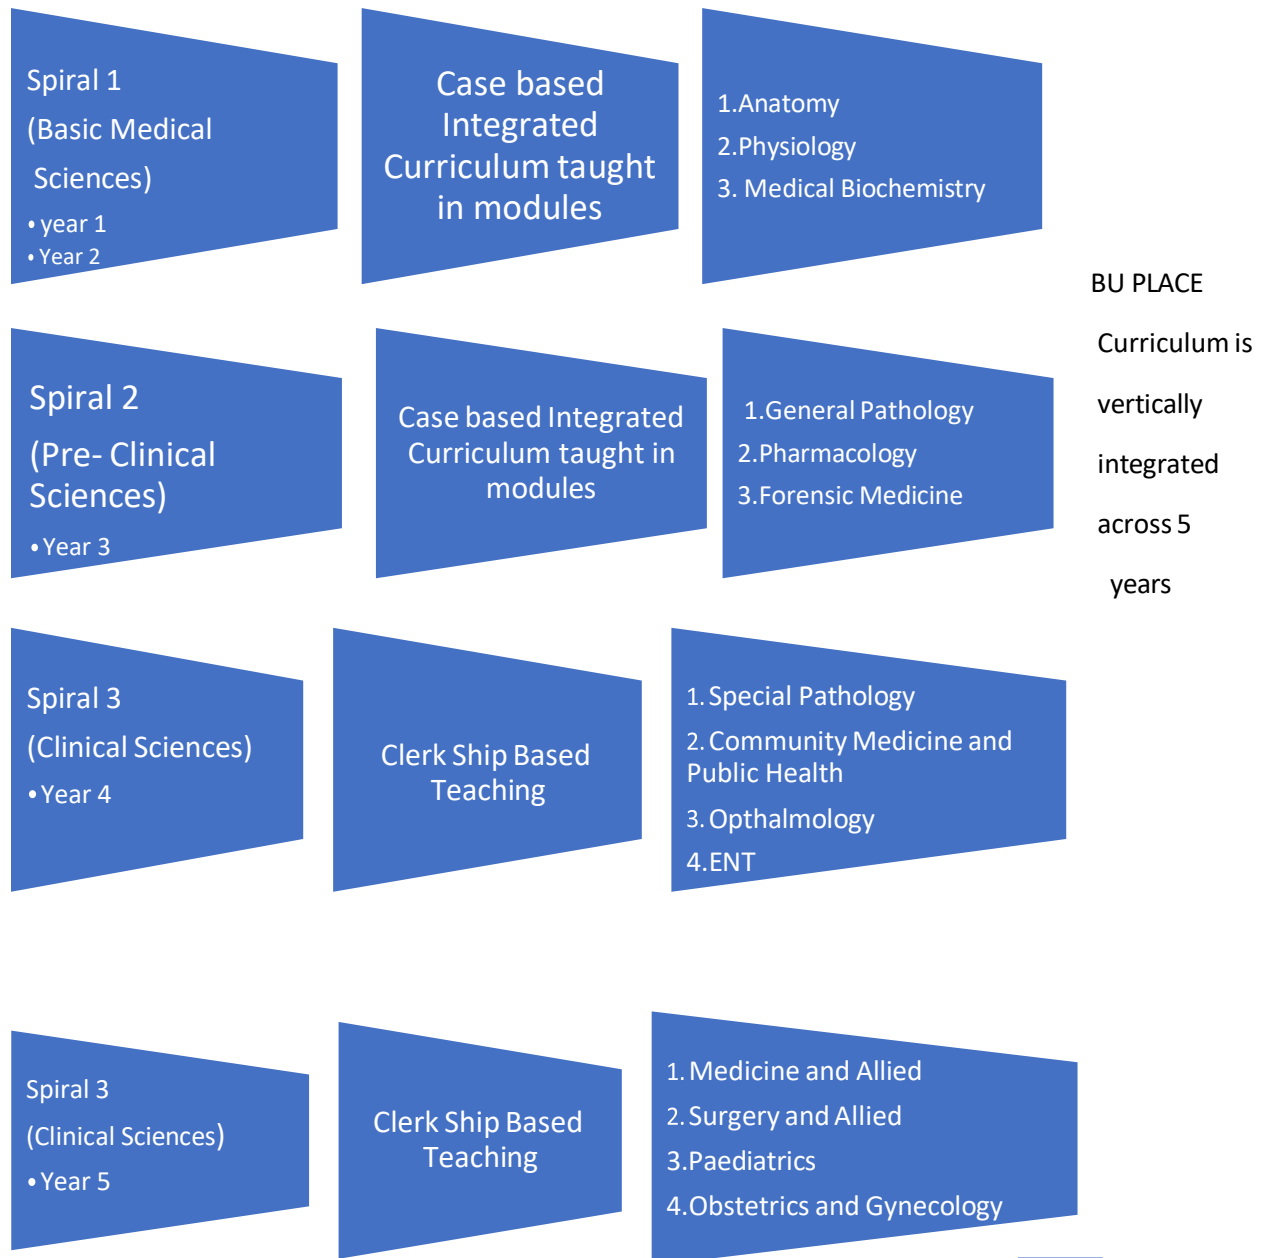 Spiral 1
(Basic Medical
Sciences)
• year 1
• Year 2
Case based
Integrated
Curriculum taught
in modules
1.Anatomy
2.Physiology
3. Medical Biochemistry
Spiral 2
(Pre- Clinical
Sciences)
• Year 3
Case based Integrated
Curriculum taught in
modules
1.General Pathology
2.Pharmacology
3.Forensic Medicine
BU PLACE
Curriculum is
vertically
integrated
across 5
years
Spiral 3
(Clinical Sciences)
• Year 4
Clerk Ship Based
Teaching
1. Special Pathology
2. Community Medicine and
Public Health
3. Opthalmology
4.ENT
Spiral 3
(Clinical Sciences)
• Year 5
Clerk Ship Based
Teaching
1. Medicine and Allied
2. Surgery and Allied
3.Paediatrics
4.Obstetrics and Gynecology